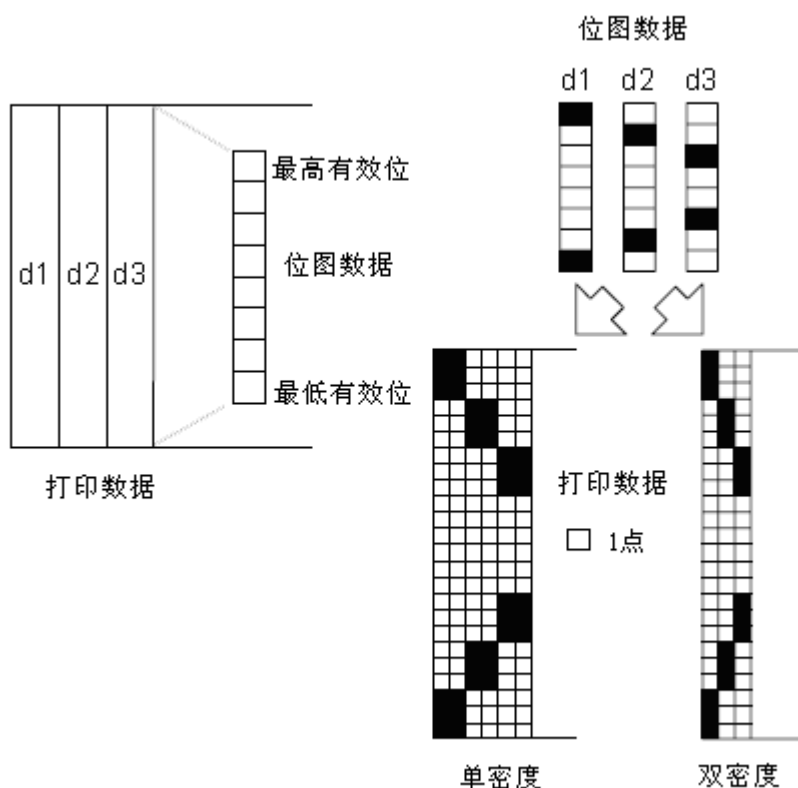 位图数据
d1 d2 d3
最高有效位
d1 d2 d3
位图数据
最低有效位
打印数据
打印数据
1点
单密度
双密度